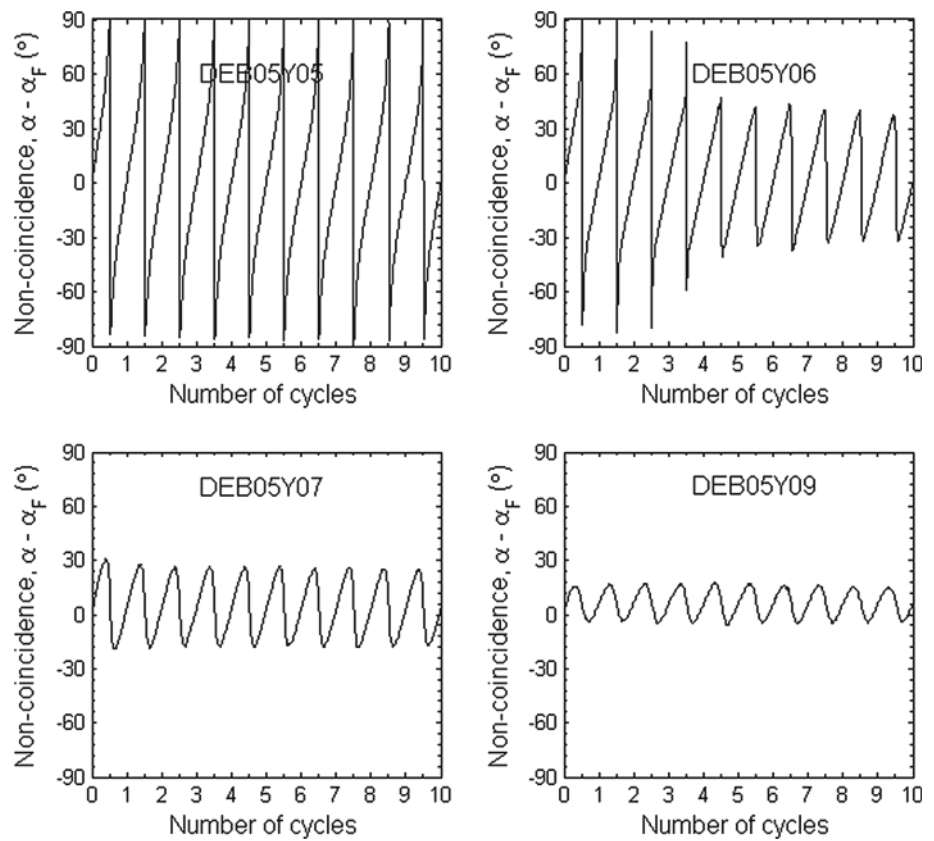 90
60
30
0
-30
-60
-90
Non-coincidence, α - α_F (°)
DEB05Y05
0 1 2 3 4 5 6 7 8 9 10
Number of cycles
90
60
30
0
-30
-60
-90
Non-coincidence, α - α_F (°)
DEB05Y06
0 1 2 3 4 5 6 7 8 9 10
Number of cycles
90
60
30
0
-30
-60
-90
Non-coincidence, α - α_F (°)
DEB05Y07
0 1 2 3 4 5 6 7 8 9 10
Number of cycles
90
60
30
0
-30
-60
-90
Non-coincidence, α - α_F (°)
DEB05Y09
0 1 2 3 4 5 6 7 8 9 10
Number of cycles